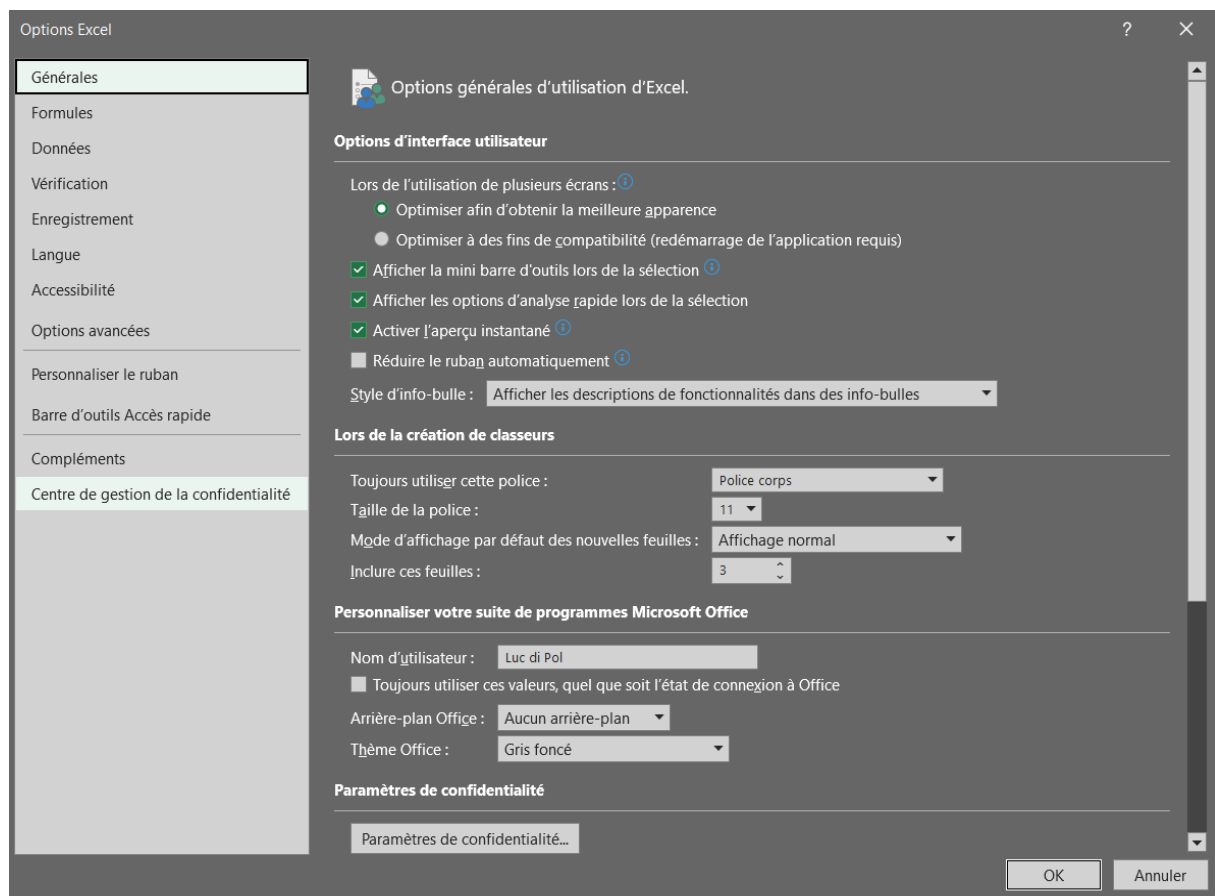 Options Excel
Générales
Formules
Données
Vérification
Enregistrement
Langue
Accessibilité
Options avancées
Personnaliser le ruban
Barre d'outils Accès rapide
Compléments
Centre de gestion de la confidentialité
Options générales d'utilisation d'Excel.
Options d'interface utilisateur
Lors de l'utilisation de plusieurs écrans :
Optimiser afin d'obtenir la meilleure apparence
Optimiser à des fins de compatibilité (redémarrage de l'application requis)
Afficher la mini barre d'outils lors de la sélection
Afficher les options d'analyse rapide lors de la sélection
Activer l'aperçu instantané
Réduire le ruban automatiquement
Style d'info-bulle : Afficher les descriptions de fonctionnalités dans des info-bulles
Lors de la création de classeurs
Toujours utiliser cette police : Police corps
Taille de la police : 11
Mode d'affichage par défaut des nouvelles feuilles : Affichage normal
Inclure ces feuilles : 3
Personnaliser votre suite de programmes Microsoft Office
Nom d'utilisateur : Luc di Pol
Toujours utiliser ces valeurs, quel que soit l'état de connexion à Office
Arrière-plan Office : Aucun arrière-plan
Thème Office : Gris foncé
Paramètres de confidentialité
Paramètres de confidentialité...
OK Annuler